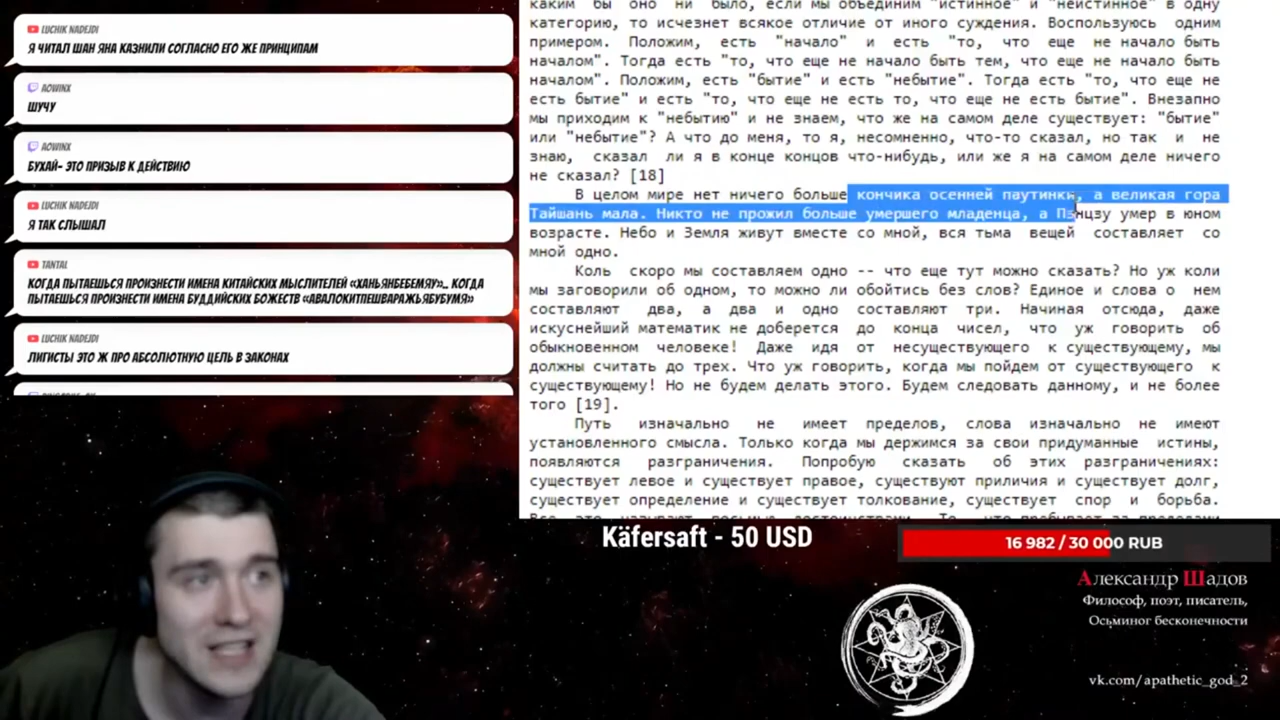 LUCHIK NADEJDI
Я ЧИТАЛ ШАН ЯНА КАЗНИЛИ СОГЛАСНО ЕГО ЖЕ ПРИНЦИПАМ
AOWINX
ШУЧУ
AOWINX
БУХАЙ- ЭТО ПРИЗЫВ К ДЕЙСТВИЮ
LUCHIK NADEJDI
Я ТАК СЛЫШАЛ
TANTAL
КОГДА ПЫТАЕШЬСЯ ПРОИЗНЕСТИ ИМЕНА КИТАЙСКИХ МЫСЛИТЕЛЕЙ «ХАНЬЯНБЕБЕМЯУ»... КОГДА
ПЫТАЕШЬСЯ ПРОИЗНЕСТИ ИМЕНА БУДДИЙСКИХ БОЖЕСТВ «АВАЛОКИТПЕШВАРАЖЬЯБУБУМЯ»
LUCHIK NADEJDI
ЛИГИСТЫ ЭТО Ж ПРО АБСОЛЮТНУЮ ЦЕЛЬ В ЗАКОНАХ
каким бы оно ни было, если мы объединим "истинное" и "неистинное" в одну
категорию, то исчезнет всякое отличие от иного суждения. Воспользуюсь одним
примером. Положим, есть "начало" и есть "то, что еще не начало быть
началом". Тогда есть "то, что еще не начало быть тем, что еще не начало быть
началом". Положим, есть "бытие" и есть "небытие". Тогда есть "то, что еще не
есть бытие" и есть "то, что еще не есть то, что еще не есть бытие". Внезапно
мы приходим к "небытию" и не знаем, что же на самом деле существует: "бытие"
или "небытие"? А что до меня, то я, несомненно, что-то сказал, но так и не
знаю, сказал ли я в конце концов что-нибудь, или же я на самом деле ничего
не сказал? [18]
В целом мире нет ничего больше кончика осенней паутинки, а великая гора
Тайшань мала. Никто не прожил больше умершего младенца, а Пэнцзу умер в юном
возрасте. Небо и Земля живут вместе со мной, вся тьма вещей составляет со
мной одно.
Коль скоро мы составляем одно -- что еще тут можно сказать? Но уж коли
мы заговорили об одном, то можно ли обойтись без слов? Единое и слова о нем
составляют два, а два и одно составляют три. Начиная отсюда, даже
искуснейший математик не доберется до конца чисел, что уж говорить об
обыкновенном человеке! Даже идя от несуществующего к существующему, мы
должны считать до трех. Что уж говорить, когда мы пойдем от существующего к
существующему! Но не будем делать этого. Будем следовать данному, и не более
того [19].
Путь изначально не имеет пределов, слова изначально не имеют
установленного смысла. Только когда мы держимся за свои придуманные истины,
появляются разграничения. Попробую сказать об этих разграничениях:
существует левое и существует правое, существуют приличия и существует долг,
существует определение и существует толкование, существует спор и борьба.
Käfersaft - 50 USD
16 982 / 30 000 RUB
Александр Шадов
Философ, поэт, писатель,
Осьминог бесконечности
vk.com/apathetic_god_2